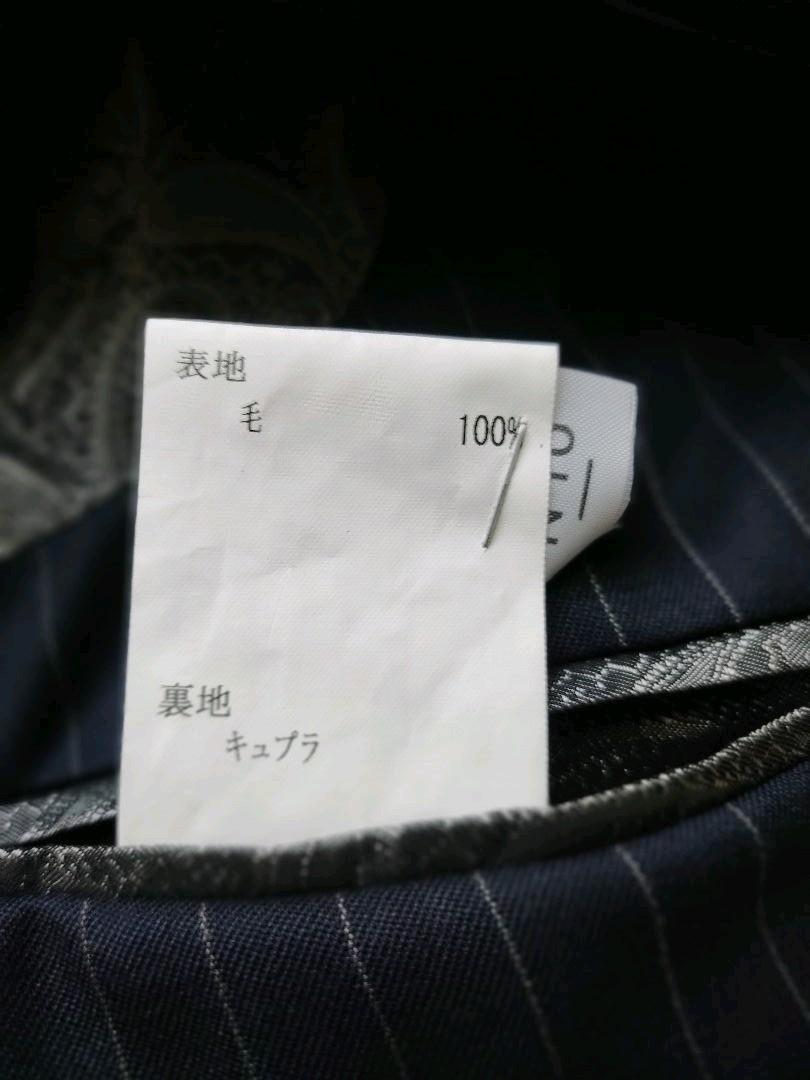 表地
毛 100%
裏地
キュプラ